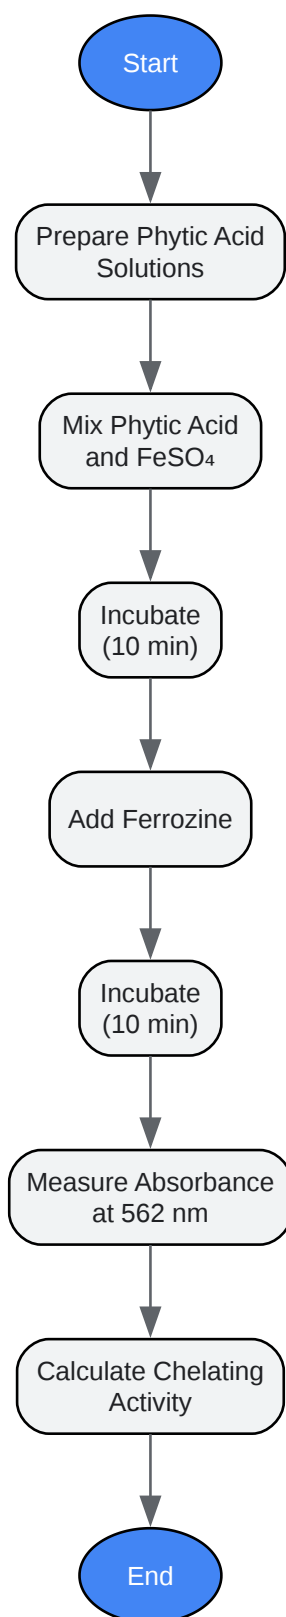 Start
Prepare Phytic Acid
Solutions
Mix Phytic Acid
and FeSO₄
Incubate
(10 min)
Add Ferrozine
Incubate
(10 min)
Measure Absorbance
at 562 nm
Calculate Chelating
Activity
End